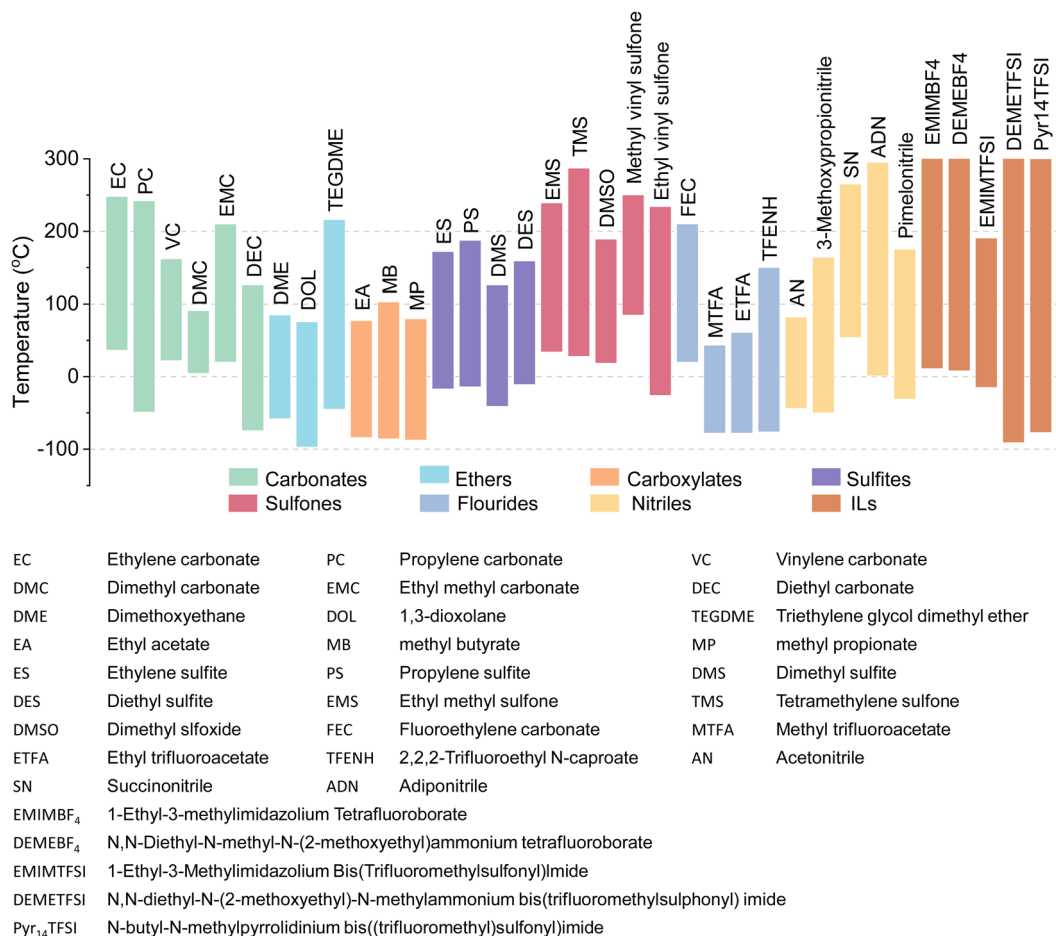 EC
PC
VC
DMC
EMC
DEC
DME
DOL
TEGDME
EA
MB
MP
ES
PS
DMS
DES
EMS
TMS
DMSO
Methyl vinyl sulfone
Ethyl vinyl sulfone
FEC
MTFA
ETFA
TFENH
AN
3-Methoxypropionitrile
SN
ADN
Pimelonitrile
EMIMBF4
DEMEBF4
EMIMTFSI
DEMETFSI
Pyr14TFSI
Temperature (°C)
300
200
100
0
-100
Carbonates Ethers Carboxylates Sulfites
Sulfones Flourides Nitriles ILs
EC Ethylene carbonate PC Propylene carbonate VC Vinylene carbonate
DMC Dimethyl carbonate EMC Ethyl methyl carbonate DEC Diethyl carbonate
DME Dimethoxyethane DOL 1,3-dioxolane TEGDME Triethylene glycol dimethyl ether
EA Ethyl acetate MB methyl butyrate MP methyl propionate
ES Ethylene sulfite PS Propylene sulfite DMS Dimethyl sulfite
DES Diethyl sulfite EMS Ethyl methyl sulfone TMS Tetramethylene sulfone
DMSO Dimethyl slfoxide FEC Fluoroethylene carbonate MTFA Methyl trifluoroacetate
ETFA Ethyl trifluoroacetate TFENH 2,2,2-Trifluoroethyl N-caproate AN Acetonitrile
SN Succinonitrile ADN Adiponitrile
EMIMBF₄ 1-Ethyl-3-methylimidazolium Tetrafluoroborate
DEMEBF₄ N,N-Diethyl-N-methyl-N-(2-methoxyethyl)ammonium tetrafluoroborate
EMIMTFSI 1-Ethyl-3-Methylimidazolium Bis(Trifluoromethylsulfonyl)Imide
DEMETFSI N,N-diethyl-N-(2-methoxyethyl)-N-methylammonium bis(trifluoromethylsulphonyl) imide
Pyr₁₄TFSI N-butyl-N-methylpyrrolidinium bis((trifluoromethyl)sulfonyl)imide